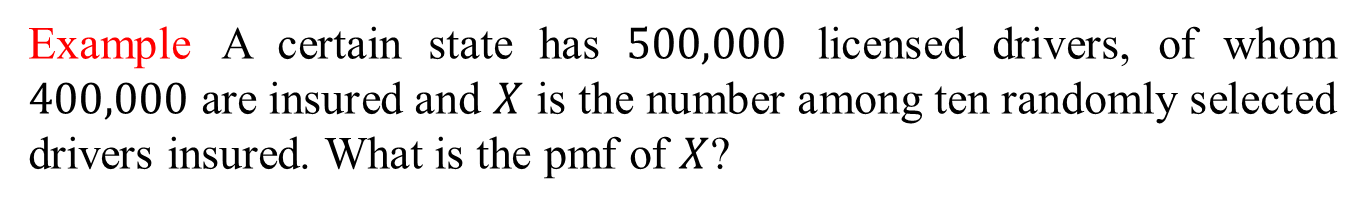 Example A certain state has 500,000 licensed drivers, of whom
400,000 are insured and X is the number among ten randomly selected
drivers insured. What is the pmf of X?